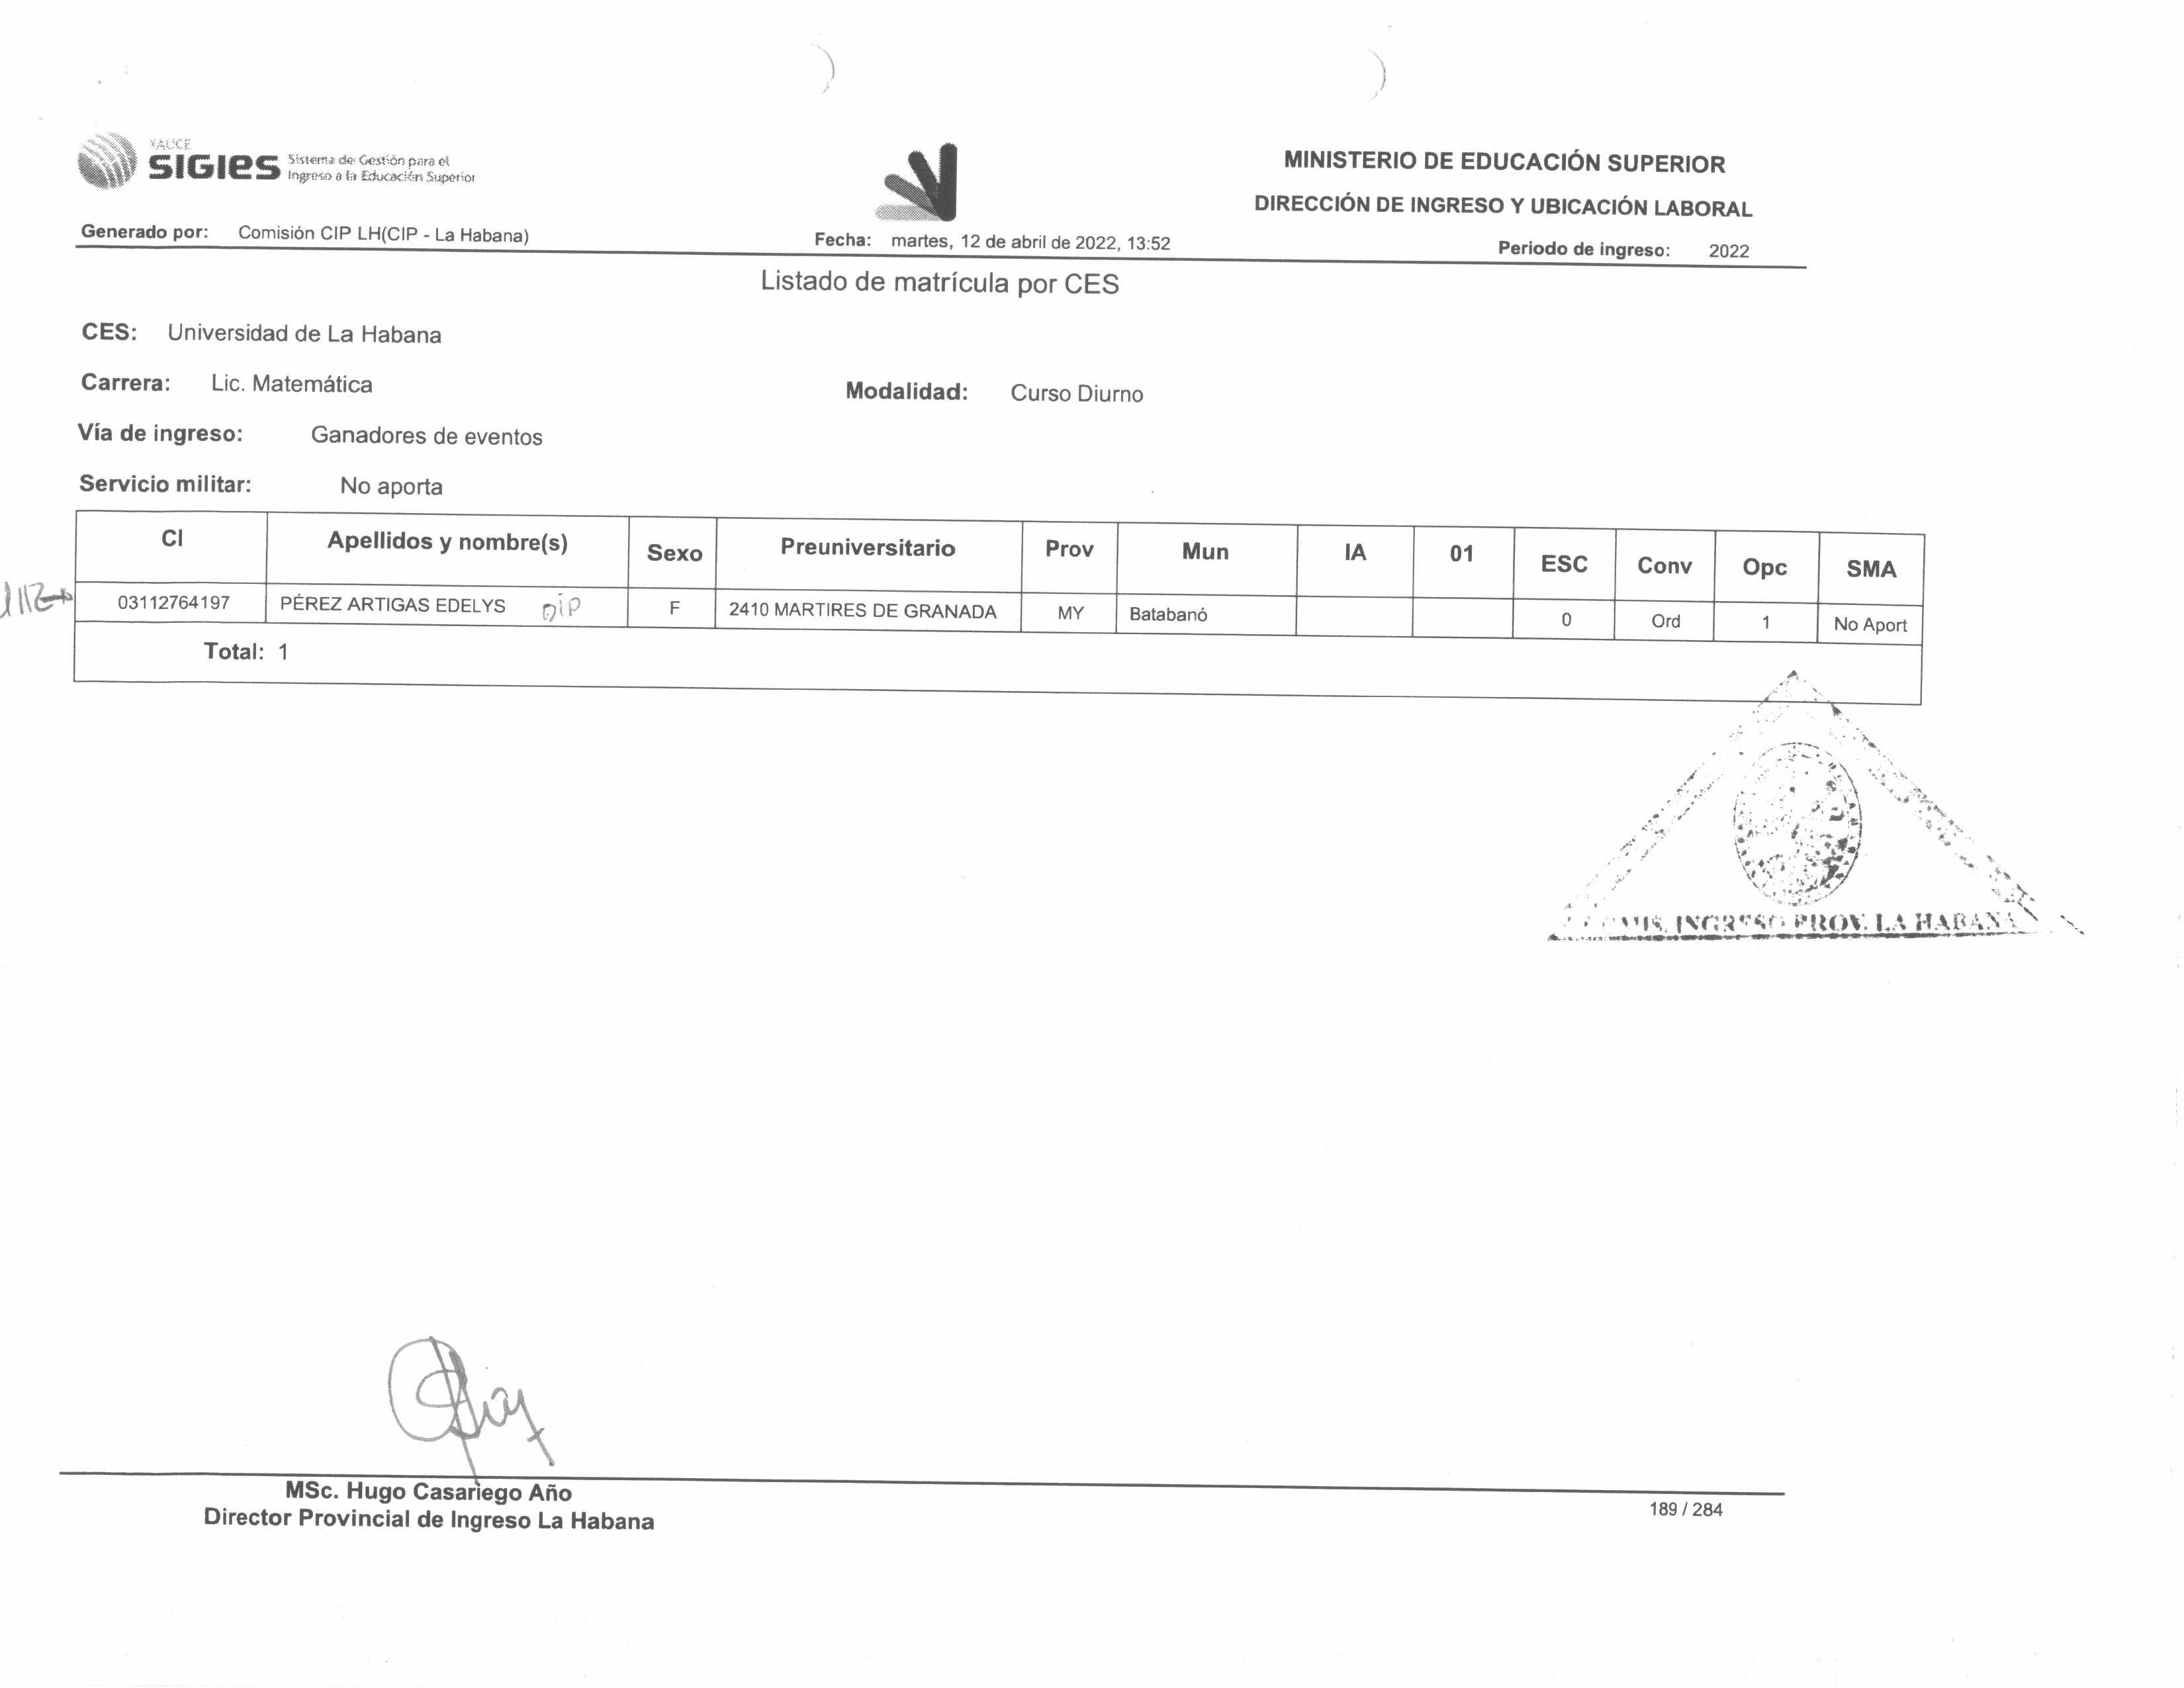 YAUCE
SIGIES Sistema de Gestión para el
Ingreso a la Educación Superior
MINISTERIO DE EDUCACIÓN SUPERIOR
DIRECCIÓN DE INGRESO Y UBICACIÓN LABORAL
Generado por: Comisión CIP LH(CIP - La Habana) Fecha: martes, 12 de abril de 2022, 13:52 Periodo de ingreso: 2022
Listado de matrícula por CES
CES: Universidad de La Habana
Carrera: Lic. Matemática Modalidad: Curso Diurno
Vía de ingreso: Ganadores de eventos
Servicio militar: No aporta
CI Apellidos y nombre(s) Sexo Preuniversitario Prov Mun IA 01 ESC Conv Opc SMA
03112764197 PÉREZ ARTIGAS EDELYS DIP F 2410 MARTIRES DE GRANADA MY Batabanó 0 Ord 1 No Aport
Total: 1
INGRESO PROV. LA HABANA
MSc. Hugo Casariego Año
Director Provincial de Ingreso La Habana
189 / 284